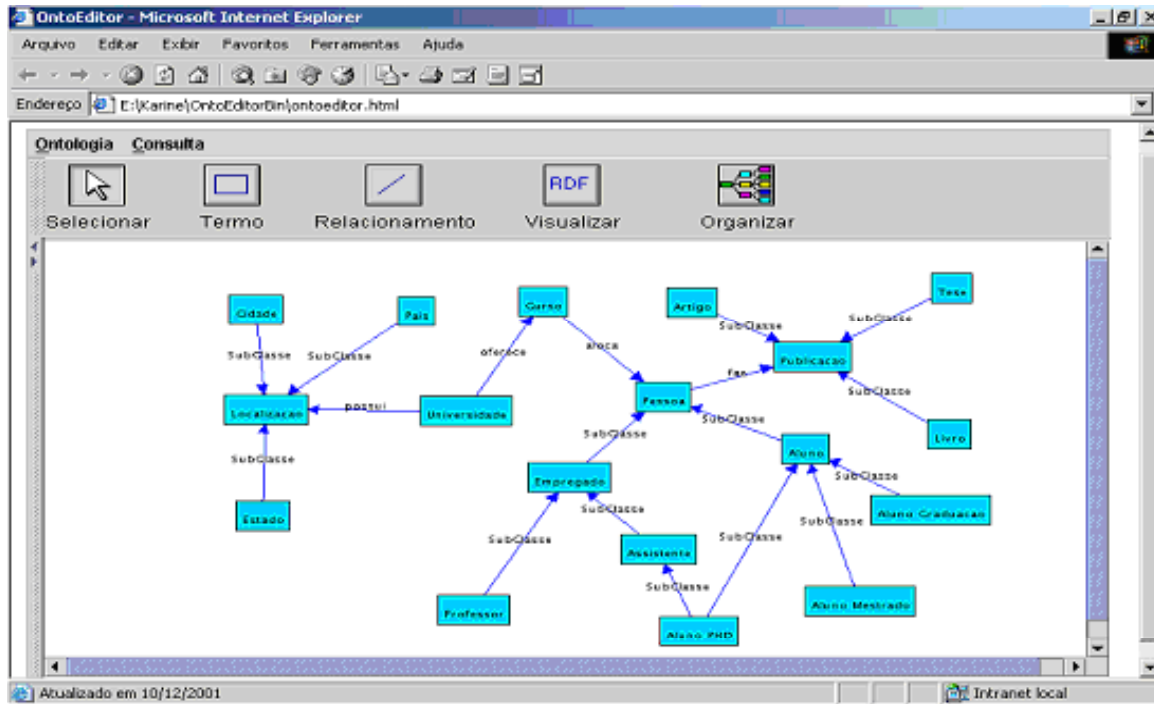 OntoEditor - Microsoft Internet Explorer
Arquivo Editar Exibir Favoritos Ferramentas Ajuda
Endereço E:\Karine\OntoEditorBin\ontoeditor.html
Ontologia Consulta
RDF
Selecionar Termo Relacionamento Visualizar Organizar
Cidade
Pais
Curso
Artigo
Tese
SubClasse
SubClasse
oferece
SubClasse
SubClasse
Publicacao
Localizacao
possui
Universidade
Pessoa
SubClasse
SubClasse
Livro
SubClasse
SubClasse
Aluno
Empregado
SubClasse
Estado
SubClasse
SubClasse
Aluno Graduacao
SubClasse
Assistente
SubClasse
SubClasse
Professor
Aluno PHD
Aluno Mestrado
Atualizado em 10/12/2001
Intranet local